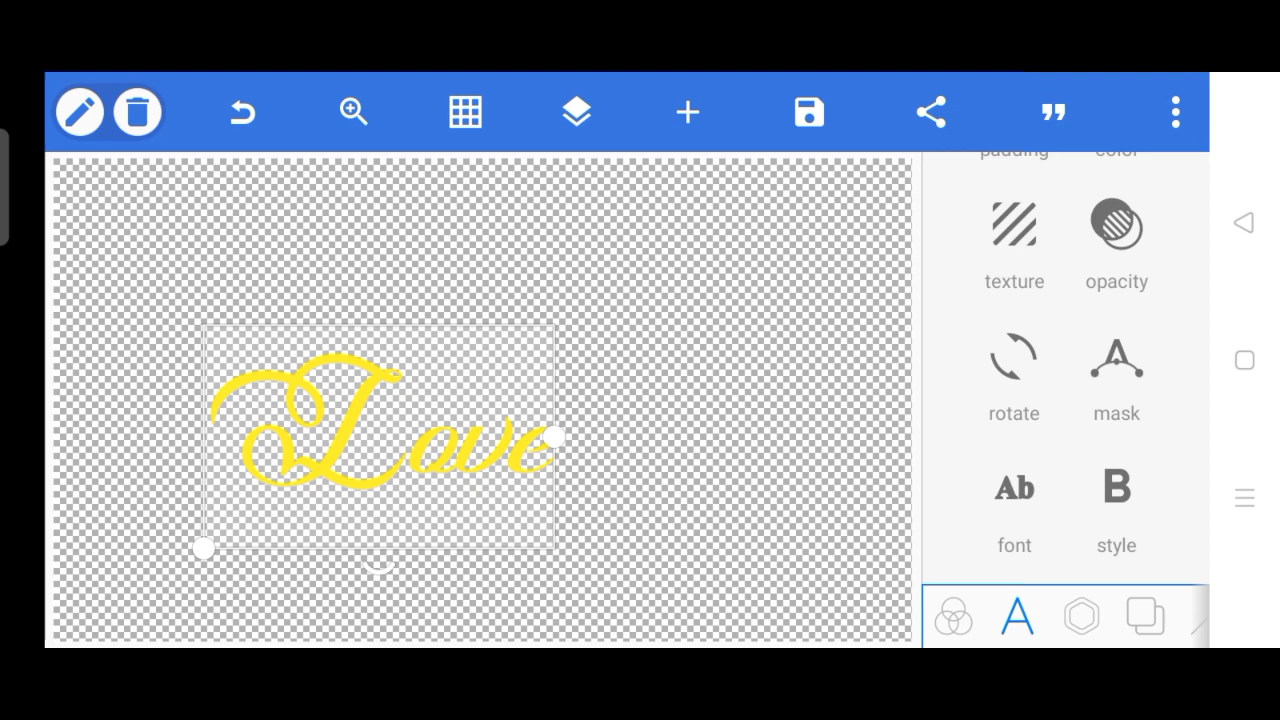 padding color
texture opacity
Love
rotate mask
Ab B
font style
A